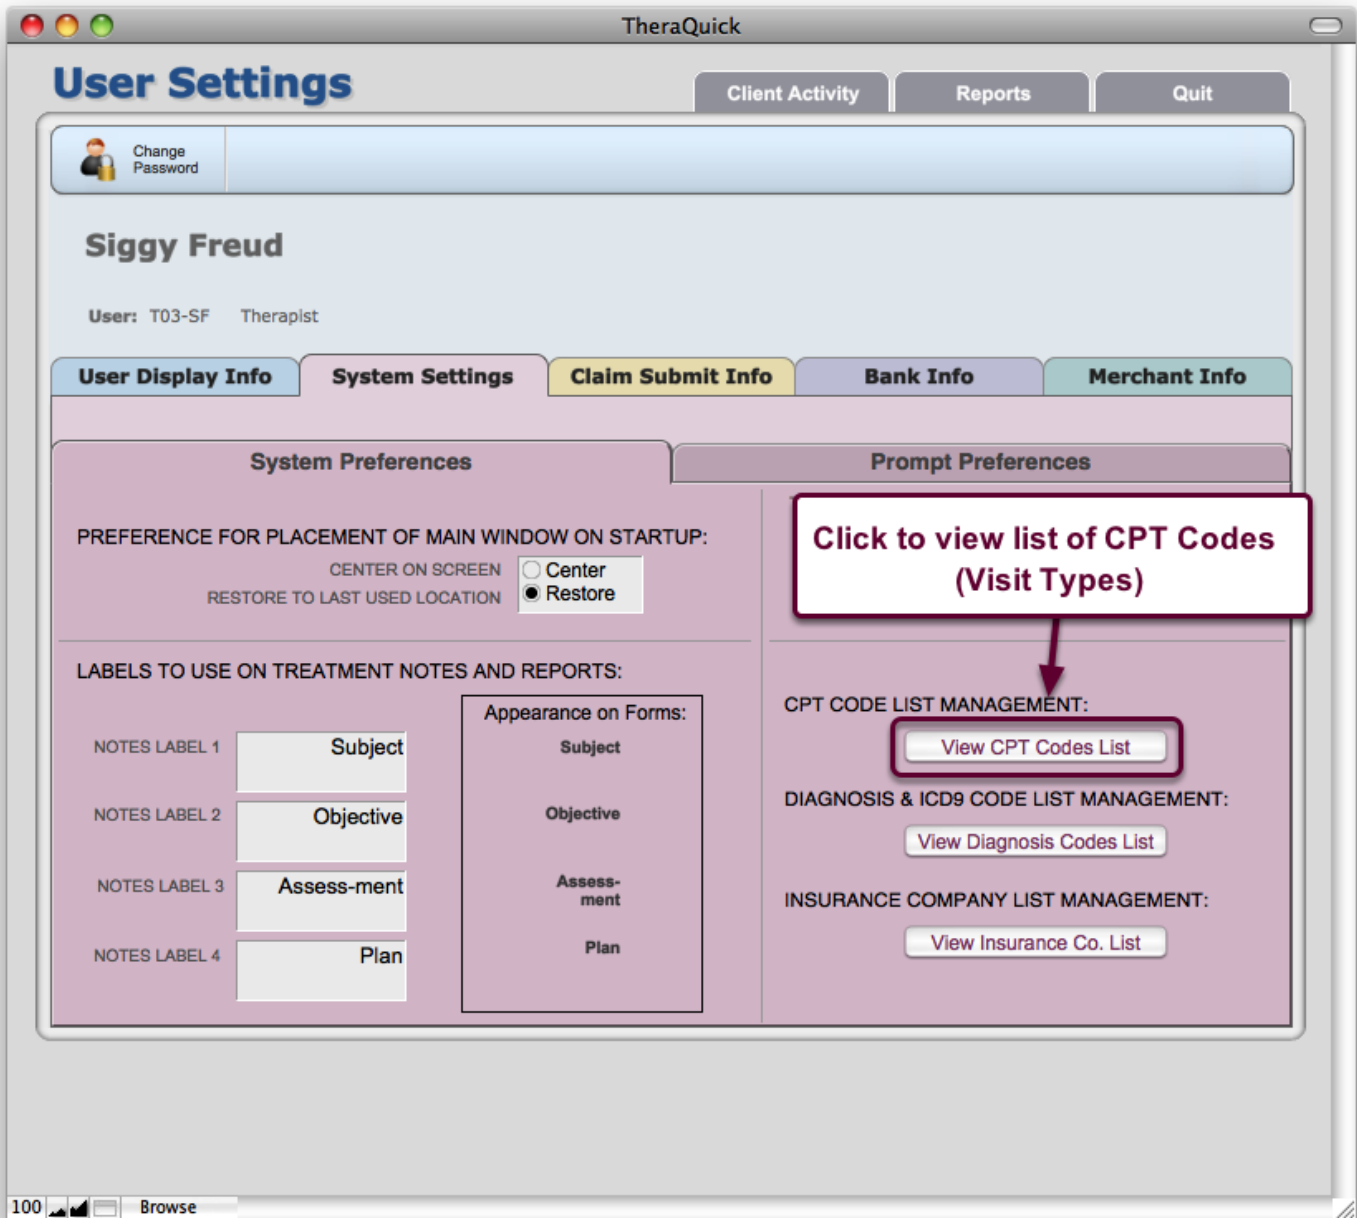 TheraQuick
User Settings
Client Activity
Reports
Quit
Change
Password
Siggy Freud
User: T03-SF Therapist
User Display Info
System Settings
Claim Submit Info
Bank Info
Merchant Info
System Preferences
Prompt Preferences
PREFERENCE FOR PLACEMENT OF MAIN WINDOW ON STARTUP:
CENTER ON SCREEN Center
RESTORE TO LAST USED LOCATION Restore
Click to view list of CPT Codes
(Visit Types)
LABELS TO USE ON TREATMENT NOTES AND REPORTS:
Appearance on Forms:
NOTES LABEL 1 Subject Subject
NOTES LABEL 2 Objective Objective
NOTES LABEL 3 Assess-ment Assess-
ment
NOTES LABEL 4 Plan Plan
CPT CODE LIST MANAGEMENT:
View CPT Codes List
DIAGNOSIS & ICD9 CODE LIST MANAGEMENT:
View Diagnosis Codes List
INSURANCE COMPANY LIST MANAGEMENT:
View Insurance Co. List
100 Browse